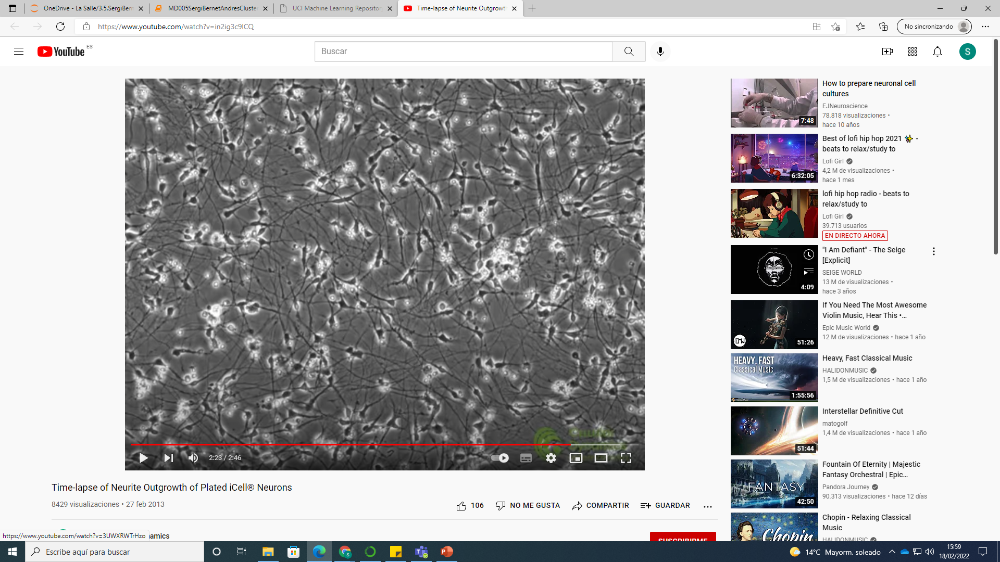 OneDrive - La Salle/3.5.SergiBern
MD005SergiBernetAndresCluster
UCI Machine Learning Repository
Time-lapse of Neurite Outgrowth
https://www.youtube.com/watch?v=in2ig3c9lCQ
No sincronizando
YouTube ES
Buscar
S
2:23 / 2:46
Time-lapse of Neurite Outgrowth of Plated iCell® Neurons
8429 visualizaciones • 27 feb 2013
106
NO ME GUSTA
COMPARTIR
GUARDAR
namics
SUSCRIBIRME
https://www.youtube.com/watch?v=3UWXRWTrHzo
7:48
How to prepare neuronal cell
cultures
EJNeuroscience
78.818 visualizaciones •
hace 10 años
6:32:05
Best of lofi hip hop 2021 ✨ -
beats to relax/study to
Lofi Girl
4,2 M de visualizaciones •
hace 1 mes
lofi hip hop radio - beats to
relax/study to
Lofi Girl
39.713 usuarios
EN DIRECTO AHORA
I AM DEFIANT
4:09
"I Am Defiant" - The Seige
[Explicit]
SEIGE WORLD
13 M de visualizaciones •
hace 3 años
EMW
51:26
If You Need The Most Awesome
Violin Music, Hear This •...
Epic Music World
12 M de visualizaciones • hace 1 año
HEAVY, FAST
Classical Music
1:55:56
Heavy, Fast Classical Music
HALIDONMUSIC
1,5 M de visualizaciones • hace 1 año
51:44
Interstellar Definitive Cut
matogolf
1,4 M de visualizaciones • hace 1 año
FANTASY
42:50
Fountain Of Eternity | Majestic
Fantasy Orchestral | Epic...
Pandora Journey
90.313 visualizaciones • hace 12 días
Chopin
Chopin - Relaxing Classical
Music
HALIDONMUSIC
Escribe aquí para buscar
14°C Mayorm. soleado
15:59
18/02/2022